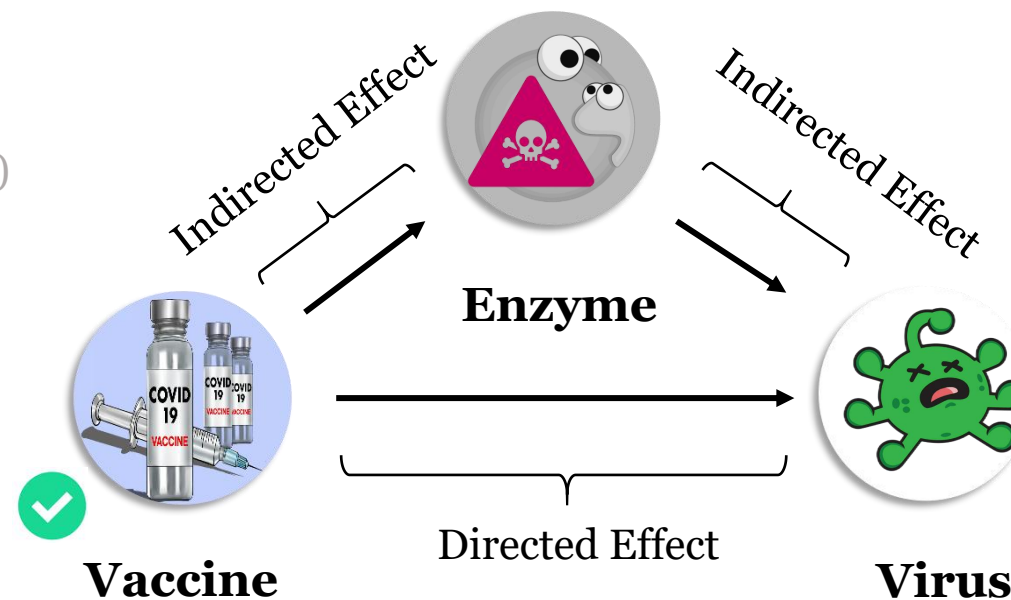 Indirected Effect
Indirected Effect
)
Enzyme
COVID
19
VACCINE
COVID
19
VACCINE
COVID
19
VACCINE
Directed Effect
Vaccine
Virus